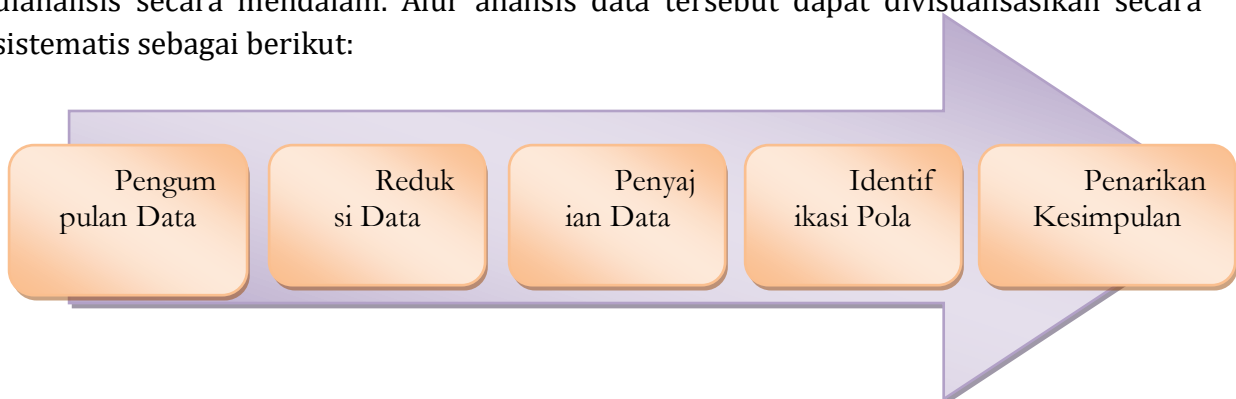 dianalisis secara mendalam. Alur analisis data tersebut dapat divisualisasikan secara
sistematis sebagai berikut:
Pengum
pulan Data
Reduk
si Data
Penyaj
ian Data
Identif
ikasi Pola
Penarikan
Kesimpulan